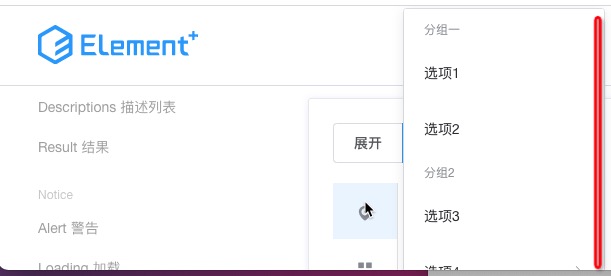 Element+
Descriptions 描述列表
Result 结果
Notice
Alert 警告
Loading 加载
展开
分组一
选项1
选项2
分组2
选项3
选项4